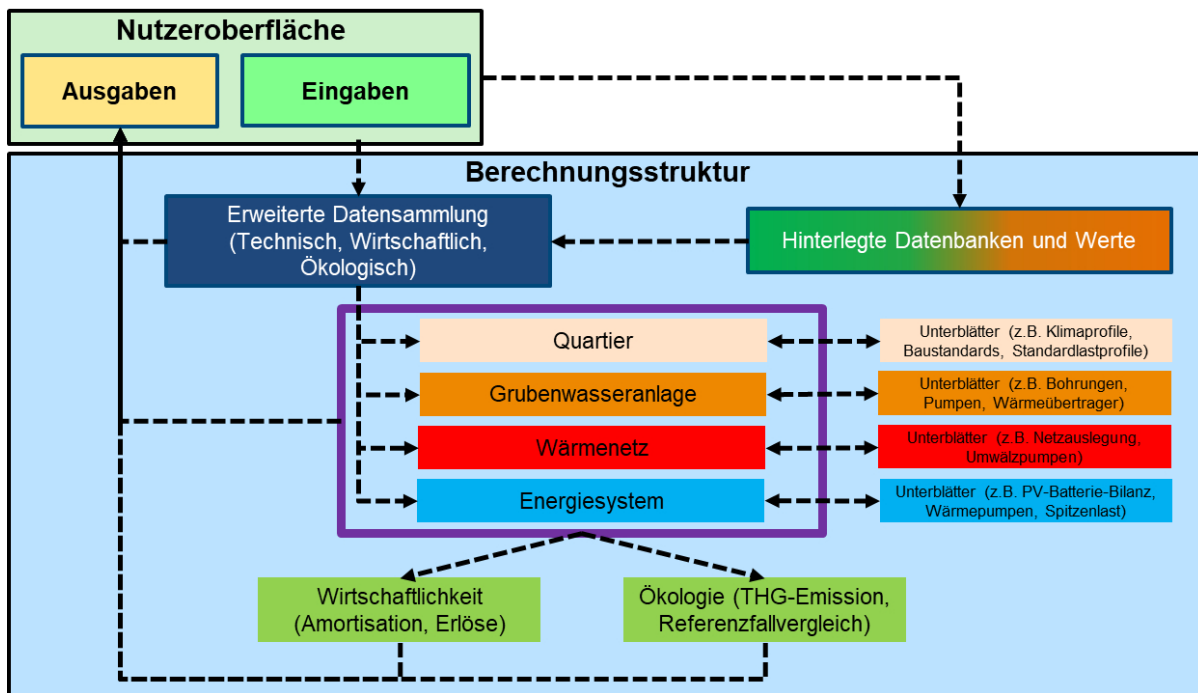 Nutzeroberfläche
Ausgaben
Eingaben
Berechnungsstruktur
Erweiterte Datensammlung
(Technisch, Wirtschaftlich,
Ökologisch)
Hinterlegte Datenbanken und Werte
Quartier
Unterblätter (z.B. Klimaprofile,
Baustandards, Standardlastprofile)
Grubenwasseranlage
Unterblätter (z.B. Bohrungen,
Pumpen, Wärmeübertrager)
Wärmenetz
Unterblätter (z.B. Netzauslegung,
Umwälzpumpen)
Energiesystem
Unterblätter (z.B. PV-Batterie-Bilanz,
Wärmepumpen, Spitzenlast)
Wirtschaftlichkeit
(Amortisation, Erlöse)
Ökologie (THG-Emission,
Referenzfallvergleich)